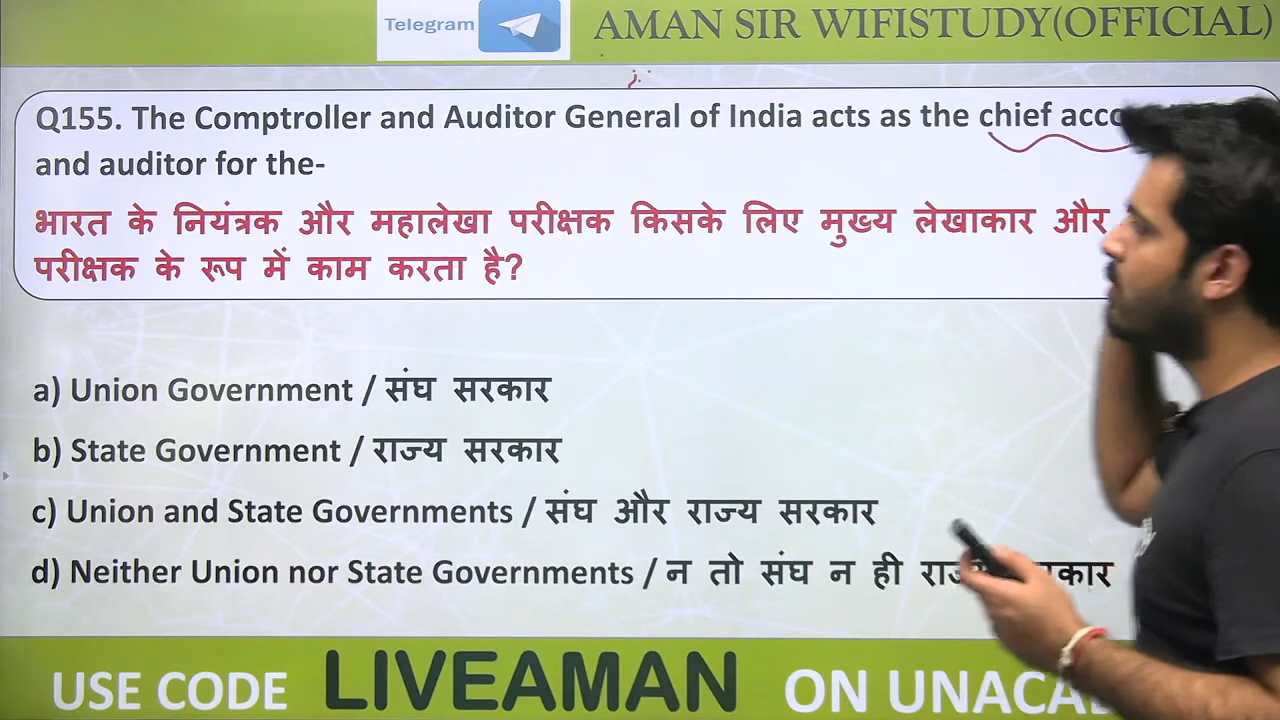 Telegram
AMAN SIR WIFISTUDY(OFFICIAL)
Q155. The Comptroller and Auditor General of India acts as the chief
and auditor for the-
भारत के नियंत्रक और महालेखा परीक्षक किसके लिए मुख्य लेखाकार और
परीक्षक के रूप में काम करता है?
a) Union Government / संघ सरकार
b) State Government / राज्य सरकार
c) Union and State Governments / संघ और राज्य सरकार
d) Neither Union nor State Governments / न तो संघ न ही
USE CODE LIVEAMAN ON